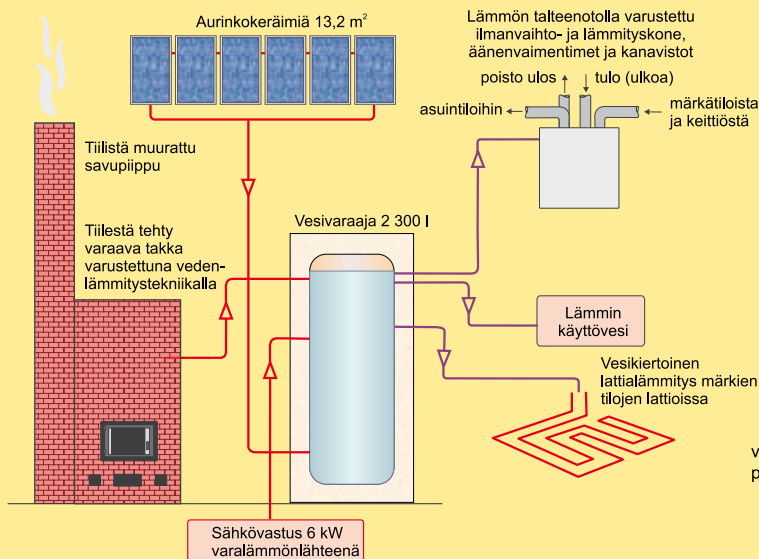 Aurinkokeräimiä 13,2 m²
Lämmön talteenotolla varustettu
ilmanvaihto- ja lämmityskone,
äänenvaimentimet ja kanavistot
poisto ulos
tulo (ulkoa)
asuintiloihin
märkätiloista
ja keittiöstä
Tiilistä muurattu
savupiippu
Tiilestä tehty
varaava takka
varustettuna veden-
lämmitystekniikalla
Vesivaraaja 2 300 l
Lämmin
käyttövesi
Vesikiertoinen
lattialämmitys märkien
tilojen lattioissa
v
p
Sähkövastus 6 kW
varalämmönlähteenä